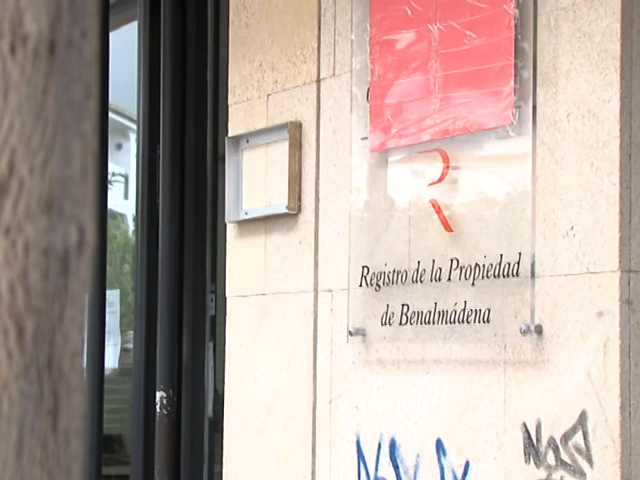 R
Registro de la Propiedad
de Benalmádena